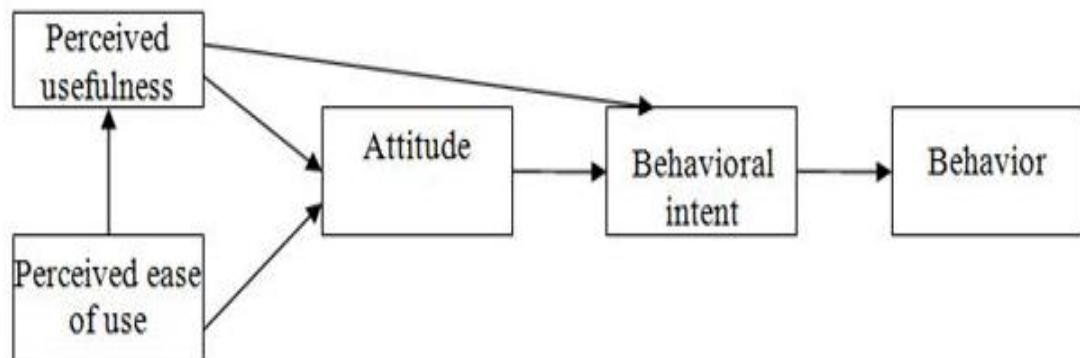 Perceived
usefulness
Attitude
Behavioral
intent
Behavior
Perceived ease
of use